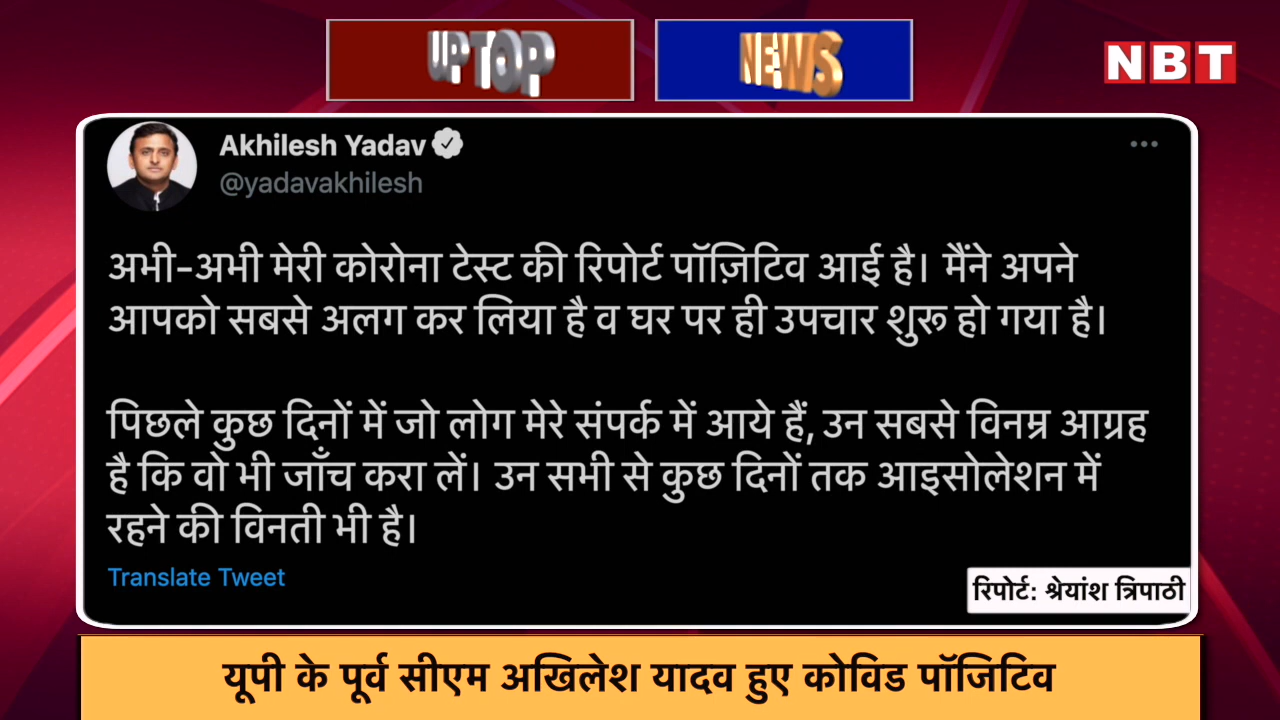 UP TOP
NEWS
NBT
Akhilesh Yadav
@yadavakhilesh
अभी-अभी मेरी कोरोना टेस्ट की रिपोर्ट पॉज़िटिव आई है। मैंने अपने
आपको सबसे अलग कर लिया है व घर पर ही उपचार शुरू हो गया है।
पिछले कुछ दिनों में जो लोग मेरे संपर्क में आये हैं, उन सबसे विनम्र आग्रह
है कि वो भी जाँच करा लें। उन सभी से कुछ दिनों तक आइसोलेशन में
रहने की विनती भी है।
Translate Tweet
रिपोर्ट: श्रेयांश त्रिपाठी
यूपी के पूर्व सीएम अखिलेश यादव हुए कोविड पॉजिटिव